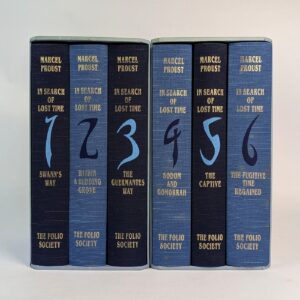 MARCEL
PROUST
IN SEARCH
OF
LOST TIME
1
SWANN'S
WAY
THE FOLIO
SOCIETY
MARCEL
PROUST
IN SEARCH
OF
LOST TIME
2
WITHIN
A BUDDING
GROVE
THE FOLIO
SOCIETY
MARCEL
PROUST
IN SEARCH
OF
LOST TIME
3
THE
GUERMANTES
WAY
THE FOLIO
SOCIETY
MARCEL
PROUST
IN SEARCH
OF
LOST TIME
4
SODOM
AND
GOMORRAH
THE FOLIO
SOCIETY
MARCEL
PROUST
IN SEARCH
OF
LOST TIME
5
THE
CAPTIVE
THE FOLIO
SOCIETY
MARCEL
PROUST
IN SEARCH
OF
LOST TIME
6
THE FUGITIVE
TIME
REGAINED
THE FOLIO
SOCIETY